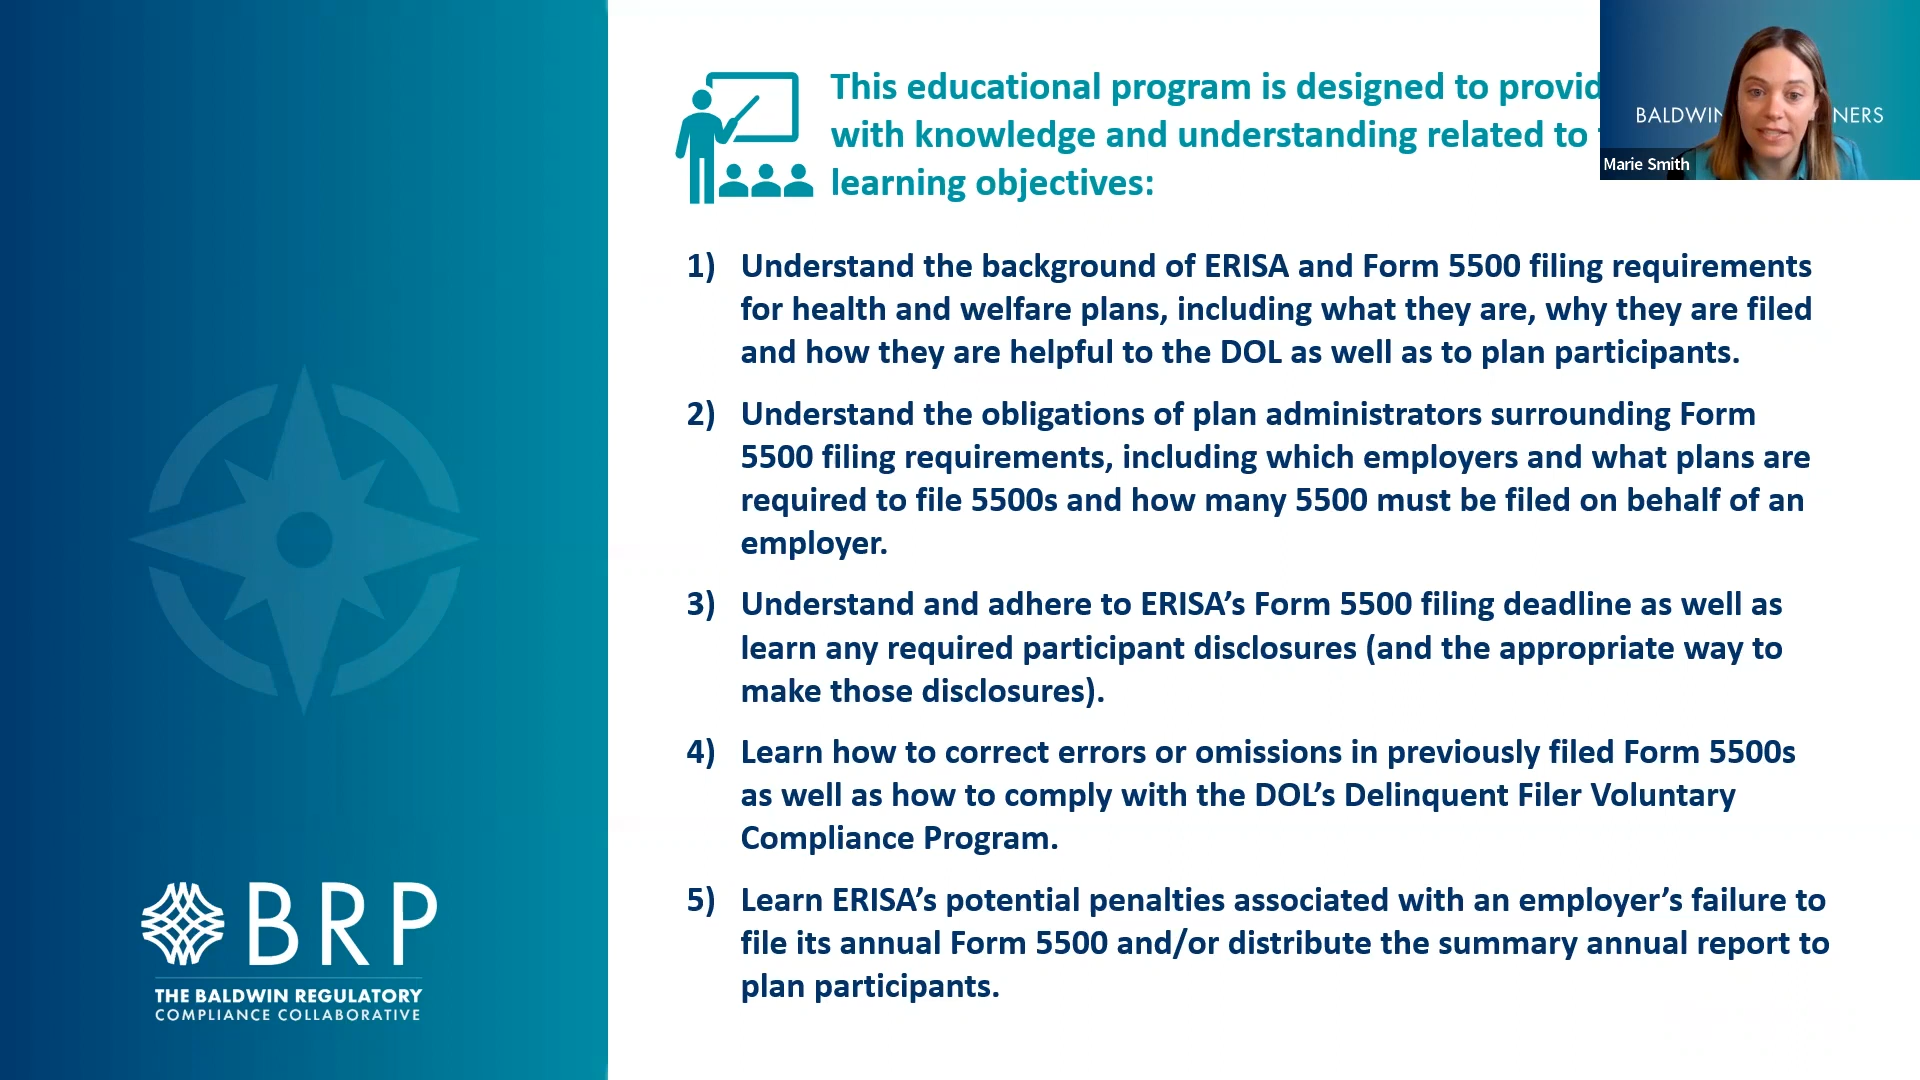 This educational program is designed to provid
with knowledge and understanding related to
learning objectives:
BALDWIN NERS
Marie Smith
1) Understand the background of ERISA and Form 5500 filing requirements
for health and welfare plans, including what they are, why they are filed
and how they are helpful to the DOL as well as to plan participants.
2) Understand the obligations of plan administrators surrounding Form
5500 filing requirements, including which employers and what plans are
required to file 5500s and how many 5500 must be filed on behalf of an
employer.
3) Understand and adhere to ERISA’s Form 5500 filing deadline as well as
learn any required participant disclosures (and the appropriate way to
make those disclosures).
4) Learn how to correct errors or omissions in previously filed Form 5500s
as well as how to comply with the DOL’s Delinquent Filer Voluntary
Compliance Program.
5) Learn ERISA’s potential penalties associated with an employer’s failure to
file its annual Form 5500 and/or distribute the summary annual report to
plan participants.
BRP
THE BALDWIN REGULATORY
COMPLIANCE COLLABORATIVE